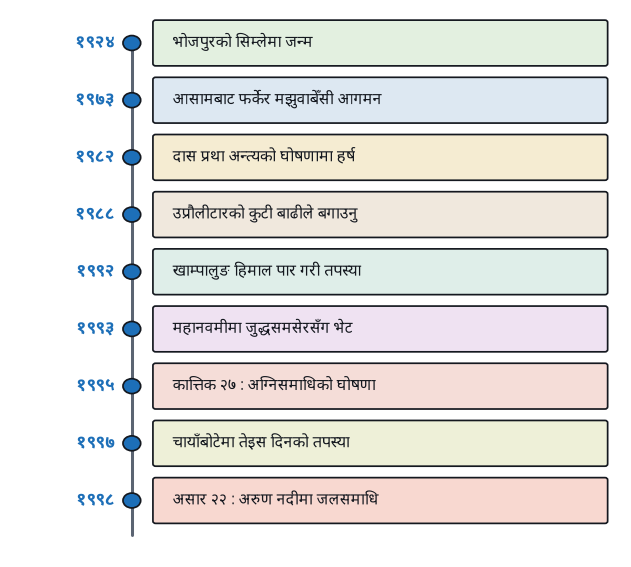 १९२४ भोजपुरको सिम्लेमा जन्म
१९७३ आसामबाट फर्केर मझुवाबेँसी आगमन
१९८२ दास प्रथा अन्त्यको घोषणामा हर्ष
१९८८ उप्रौलीटारको कुटी बाढीले बगाउनु
१९९२ खाम्पालुङ हिमाल पार गरी तपस्या
१९९३ महानवमीमा जुद्धसमसेरसँग भेट
१९९५ कात्तिक २७ : अग्निसमाधिको घोषणा
१९९७ चायाँबोटेमा तेइस दिनको तपस्या
१९९८ असार २२ : अरुण नदीमा जलसमाधि